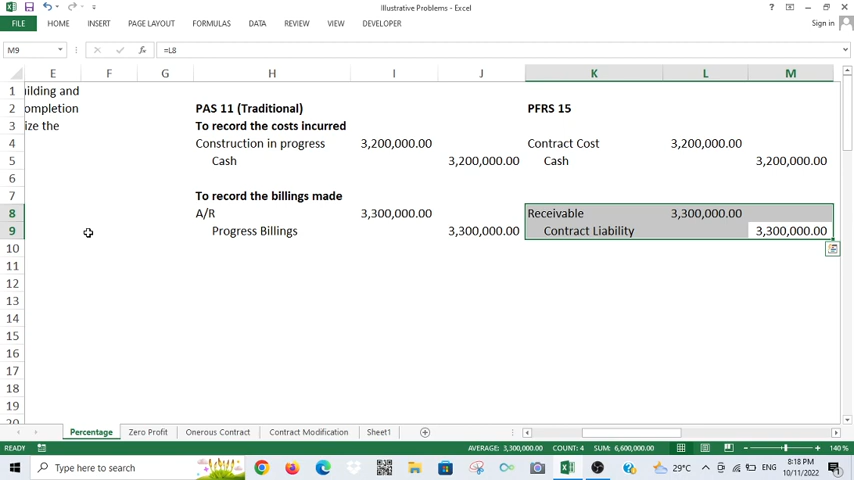 Illustrative Problems - Excel
FILE HOME INSERT PAGE LAYOUT FORMULAS DATA REVIEW VIEW DEVELOPER Sign in
M9 fx =L8
E F G H I J K L M
1 uilding and
2 ompletion PAS 11 (Traditional) PFRS 15
3 ize the To record the costs incurred
4 Construction in progress 3,200,000.00 Contract Cost 3,200,000.00
5 Cash 3,200,000.00 Cash 3,200,000.00
6
7 To record the billings made
8 A/R 3,300,000.00 Receivable 3,300,000.00
9 Progress Billings 3,300,000.00 Contract Liability 3,300,000.00
10
11
12
13
14
15
16
17
18
19
20
Percentage Zero Profit Onerous Contract Contract Modification Sheet1
READY AVERAGE: 3,300,000.00 COUNT: 4 SUM: 6,600,000.00 140 %
Type here to search 29°C ENG 8:18 PM
10/11/2022